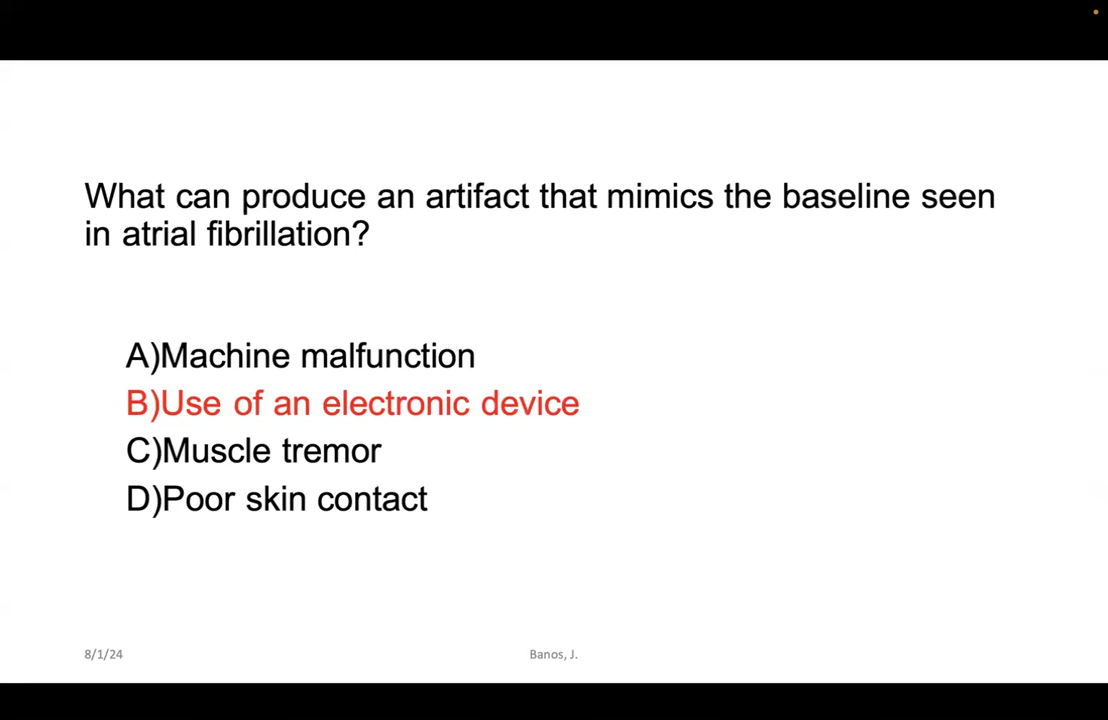 What can produce an artifact that mimics the baseline seen
in atrial fibrillation?
A)Machine malfunction
B)Use of an electronic device
C)Muscle tremor
D)Poor skin contact
8/1/24
Banos, J.